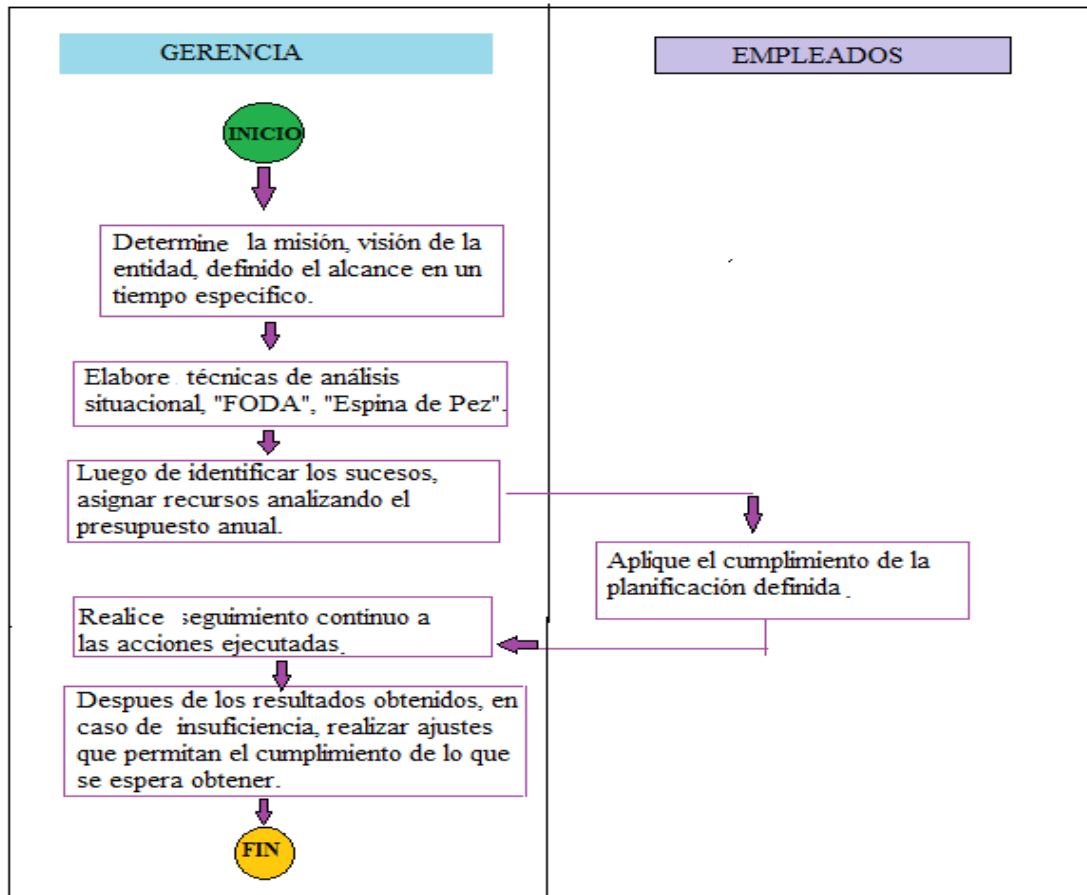 GERENCIA
EMPLEADOS
INICIO
Determine la misión, visión de la
entidad, definido el alcance en un
tiempo específico.
Elabore técnicas de análisis
situacional, "FODA", "Espina de Pez".
Luego de identificar los sucesos,
asignar recursos analizando el
presupuesto anual.
Aplique el cumplimiento de la
planificación definida .
Realice seguimiento continuo a
las acciones ejecutadas.
Despues de los resultados obtenidos, en
caso de insuficiencia, realizar ajustes
que permitan el cumplimiento de lo que
se espera obtener.
FIN